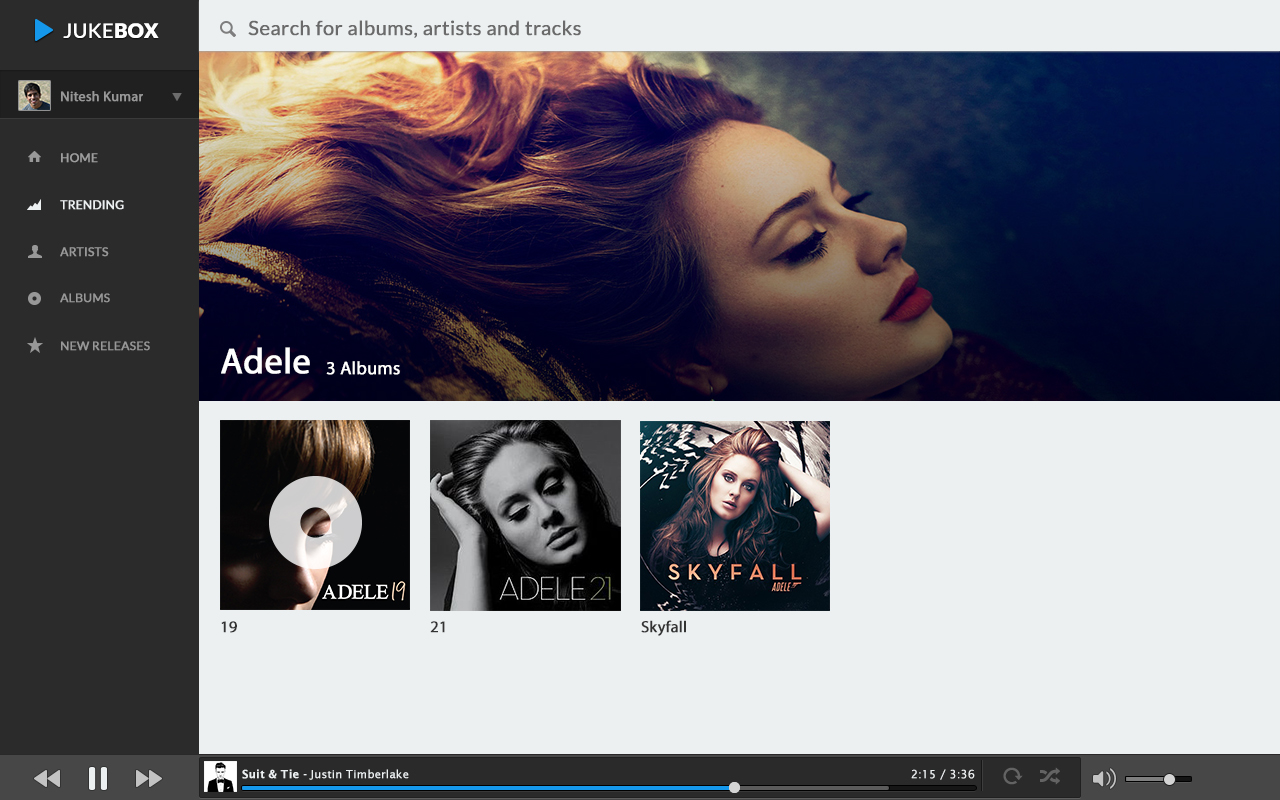 JUKEBOX
Search for albums, artists and tracks
Nitesh Kumar
HOME
TRENDING
ARTISTS
ALBUMS
NEW RELEASES
Adele 3 Albums
ADELE 19
ADELE 21
SKYFALL
ADELE
19
21
Skyfall
Suit & Tie - Justin Timberlake
2:15 / 3:36